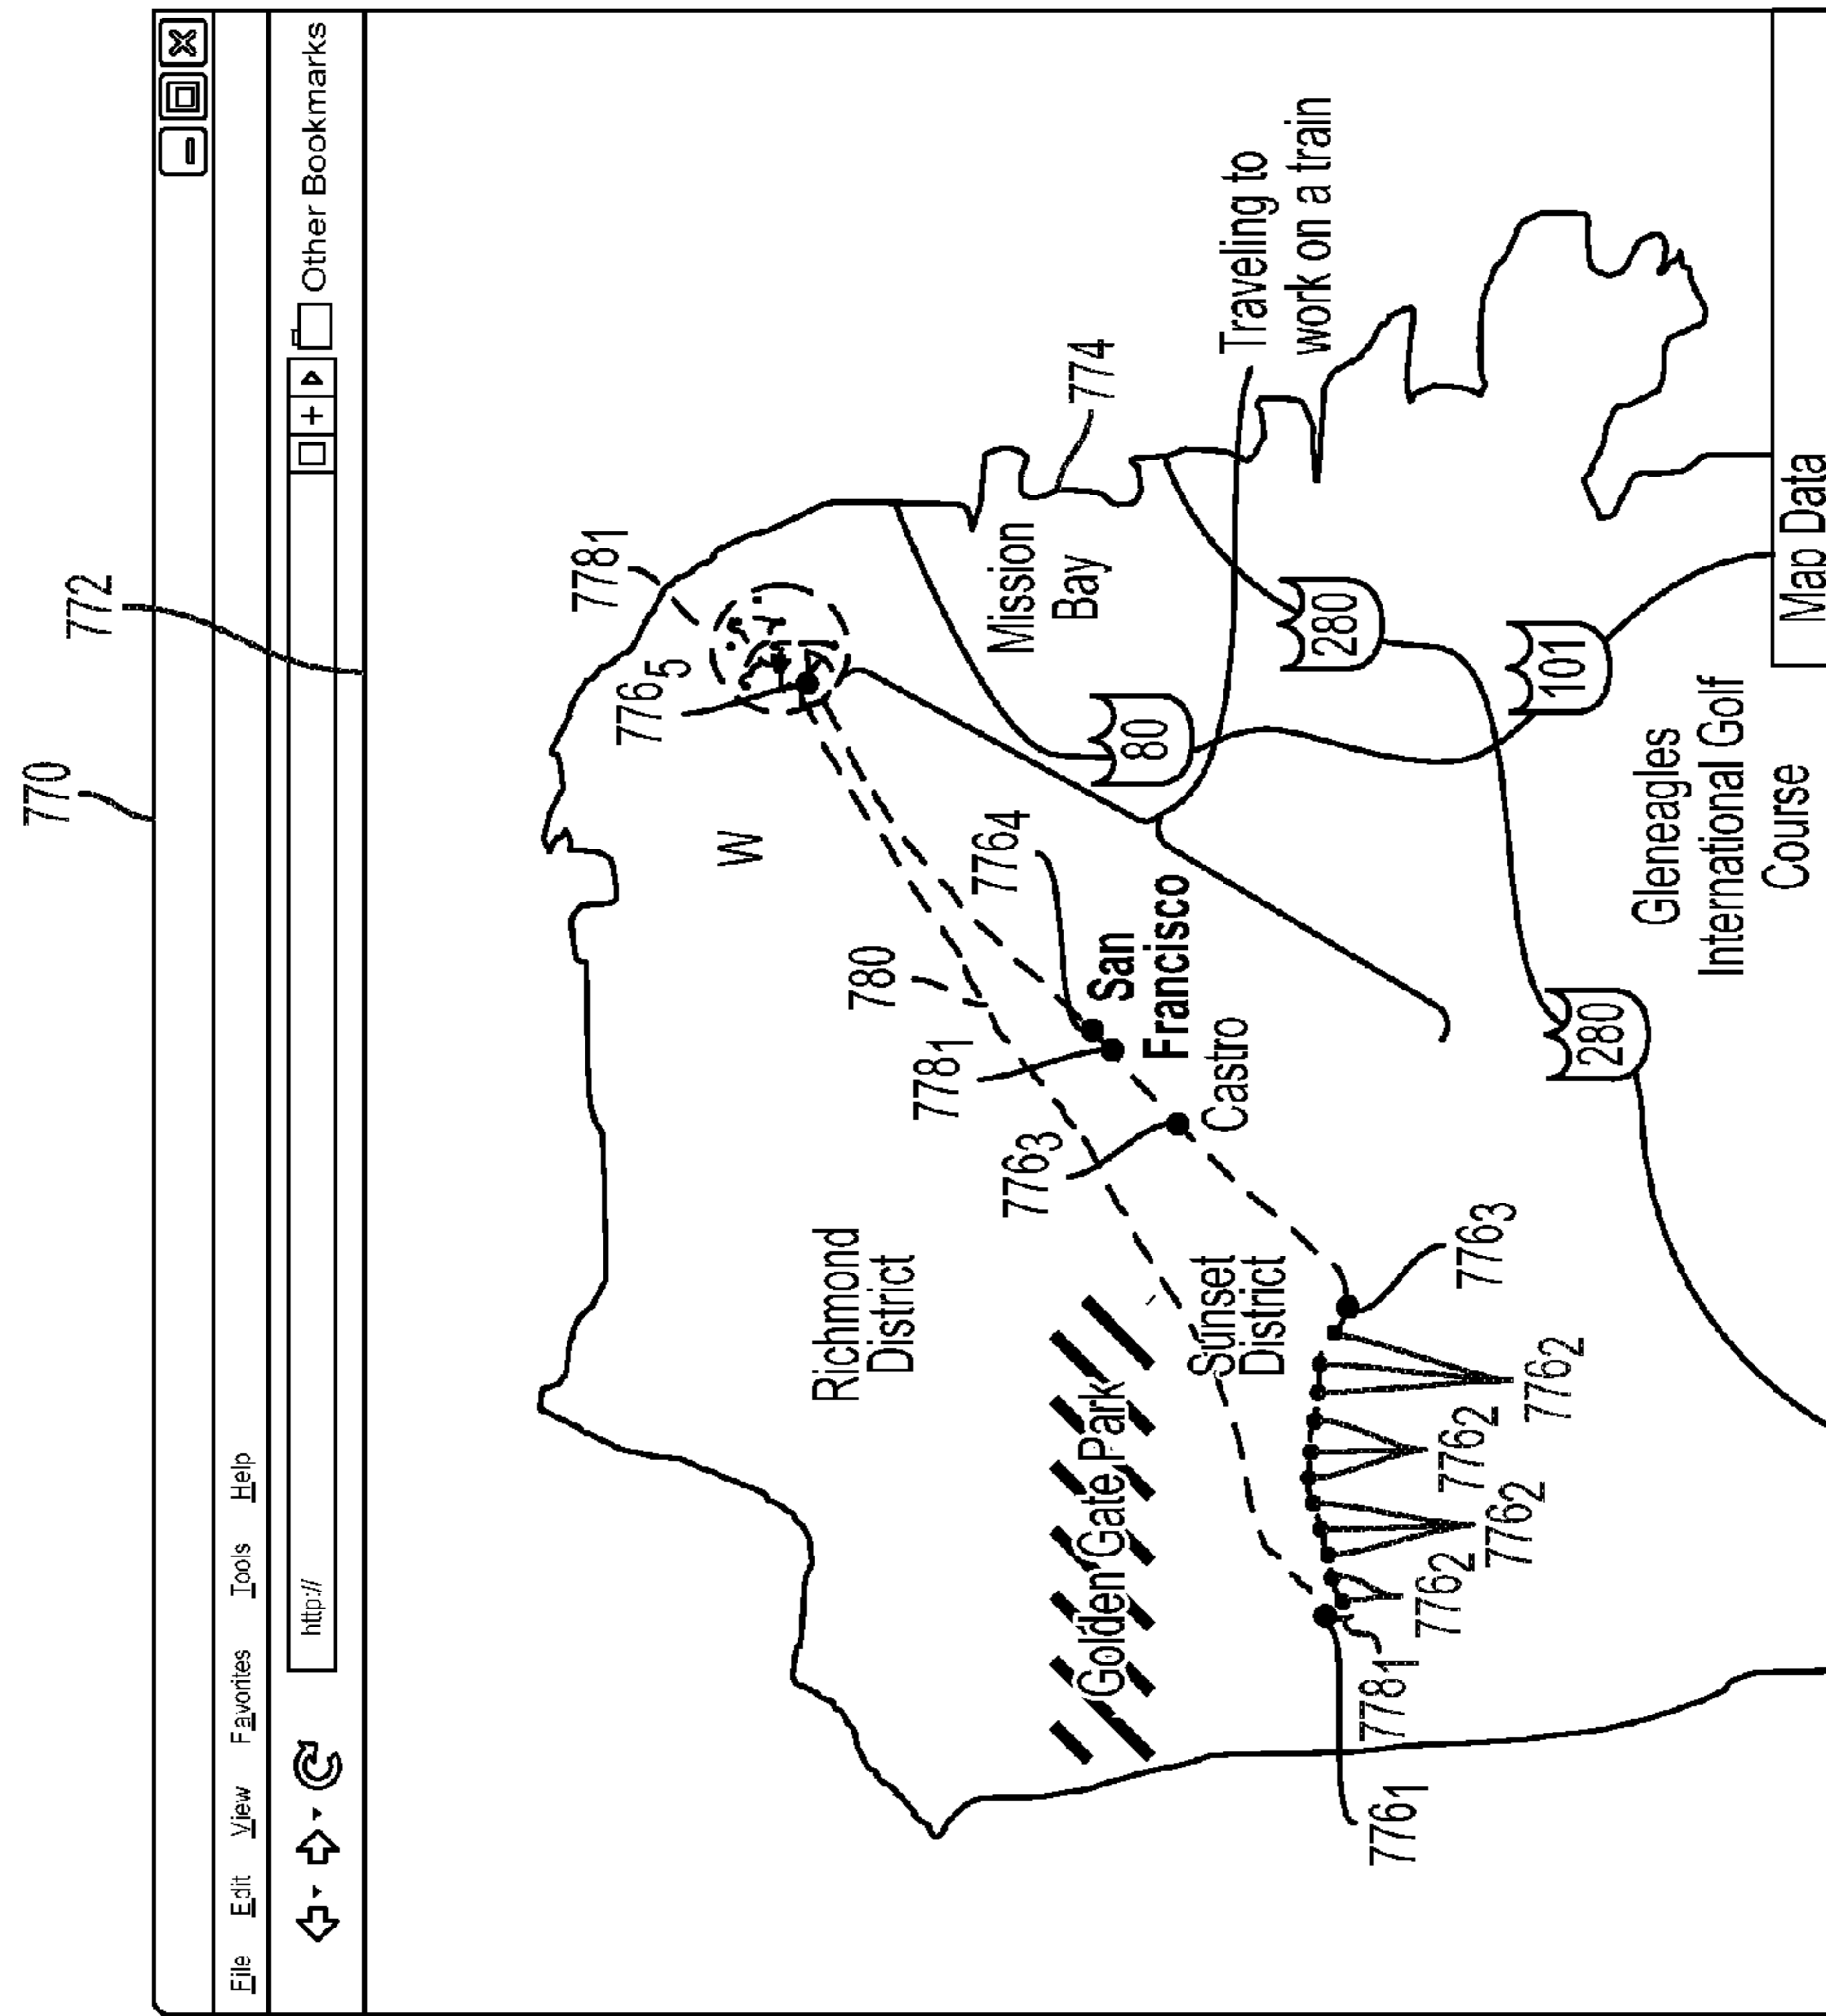 770
772
File Edit View Favorites Tools Help
http://
Other Bookmarks
7781
7765
W
Richmond
District
780
7764
7781
7763
San
Francisco
Castro
Mission
Bay
774
Traveling to
work on a train
80
280
101
280
Golden Gate Park
Sunset
District
7763
7762
7762
7762
7762
7781
7761
Gleneagles
International Golf
Course
Map Data